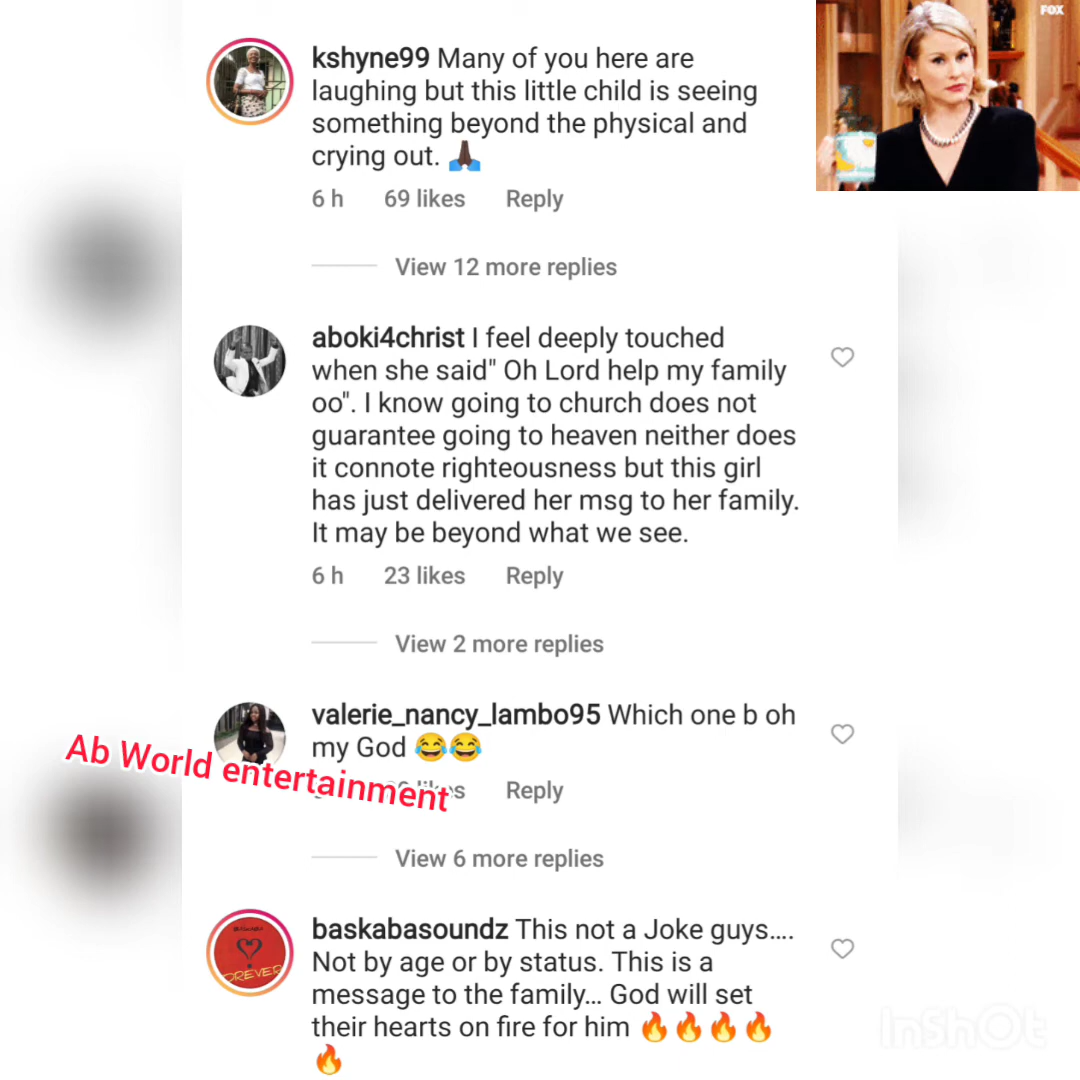 FOX
kshyne99 Many of you here are
laughing but this little child is seeing
something beyond the physical and
crying out. 🙏🏿
6 h 69 likes Reply
View 12 more replies
aboki4christ I feel deeply touched
when she said" Oh Lord help my family
oo". I know going to church does not
guarantee going to heaven neither does
it connote righteousness but this girl
has just delivered her msg to her family.
It may be beyond what we see.
6 h 23 likes Reply
View 2 more replies
valerie_nancy_lambo95 Which one b oh
my God 😂😂
Ab World entertainment
likes Reply
View 6 more replies
baskabasoundz This not a Joke guys....
Not by age or by status. This is a
message to the family... God will set
their hearts on fire for him 🔥🔥🔥🔥
🔥
InShOt